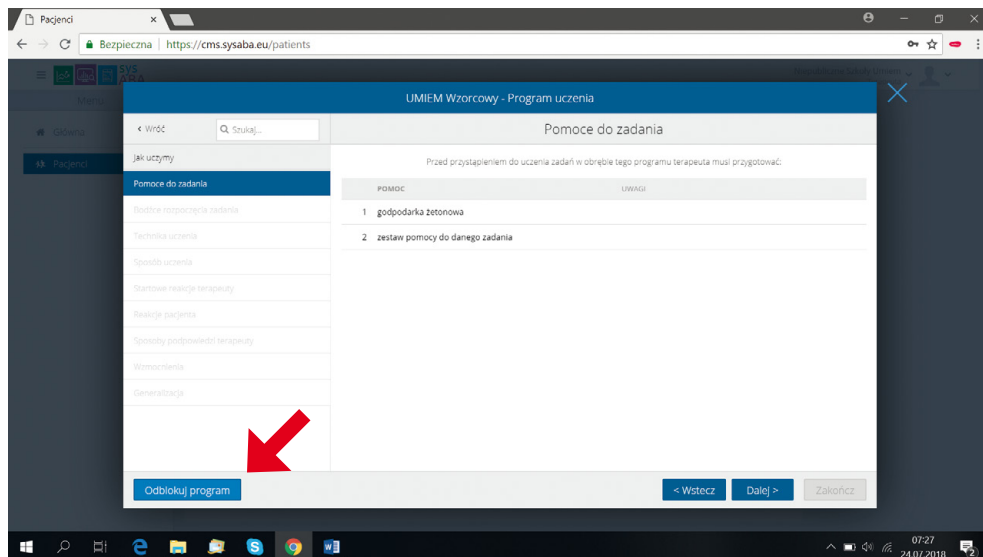 Pacjenci
Bezpieczna | https://cms.sysaba.eu/patients
SYS
ABA
Menu
Główna
Pacjenci
UMIEM Wzorcowy - Program uczenia
< Wróć
Szukaj...
Pomoce do zadania
Jak uczymy
Przed przystąpieniem do uczenia zadań w obrębie tego programu terapeuta musi przygotować:
Pomoce do zadania
POMOC UWAGI
Bodźce rozpoczęcia zadania
1 godpodarka żetonowa
Technika uczenia
2 zestaw pomocy do danego zadania
Sposób uczenia
Startowe reakcje terapeuty
Reakcje pacjenta
Sposoby podpowiedzi terapeuty
Wzmocnienia
Generalizacja
Odblokuj program
< Wstecz
Dalej >
Zakończ
07:27
24.07.2018